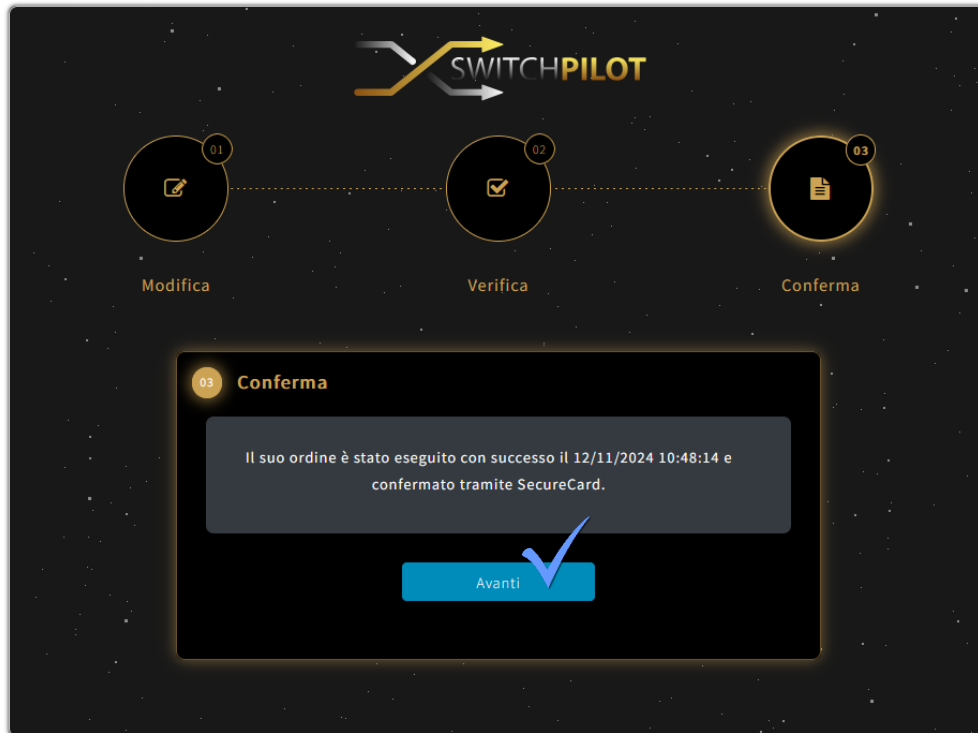 SWITCHPILOT
01
02
03
Modifica
Verifica
Conferma
03 Conferma
Il suo ordine è stato eseguito con successo il 12/11/2024 10:48:14 e
confermato tramite SecureCard.
Avanti